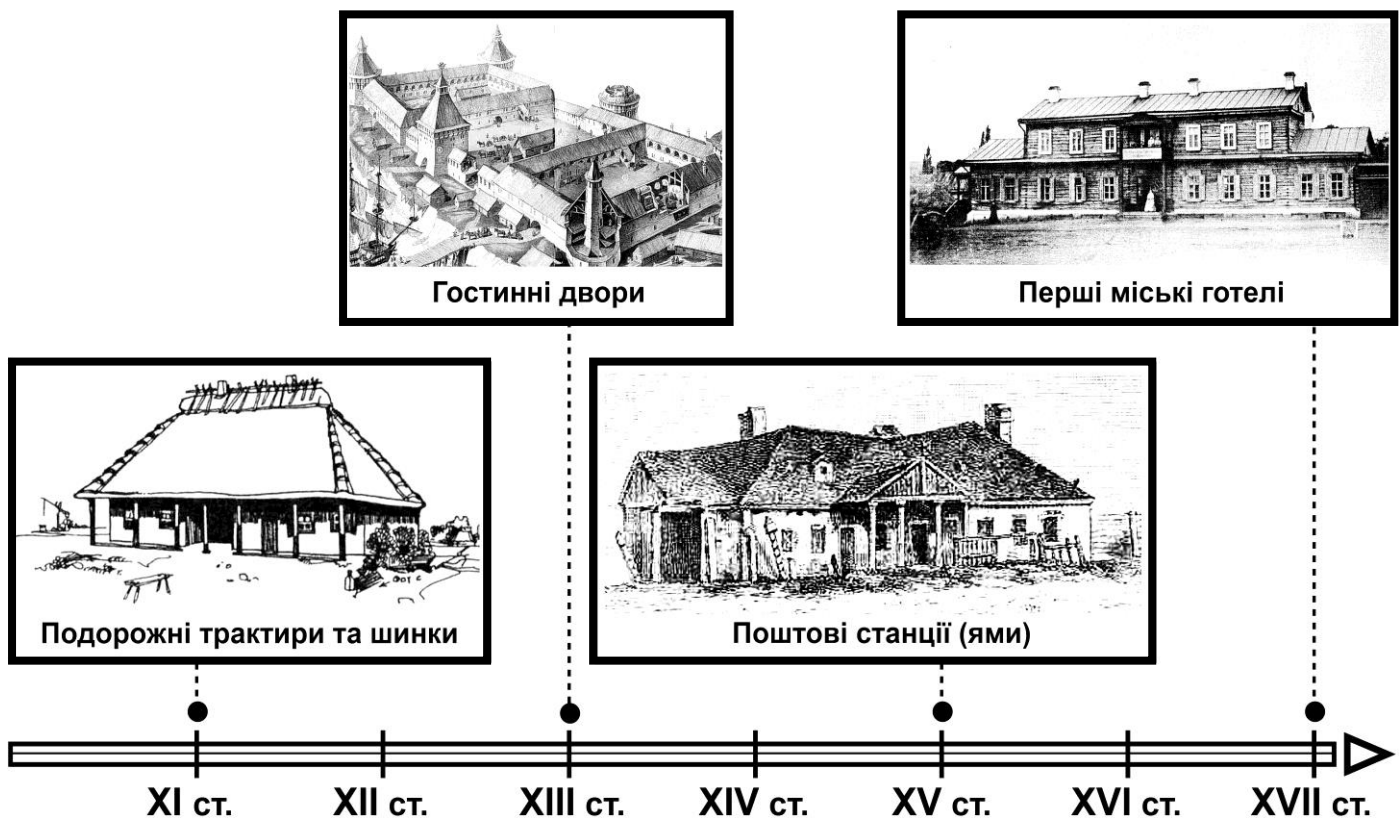 Гостинні двори
Перші міські готелі
Подорожні трактири та шинки
Поштові станції (ями)
XI ст.
XII ст.
XIII ст.
XIV ст.
XV ст.
XVI ст.
XVII ст.